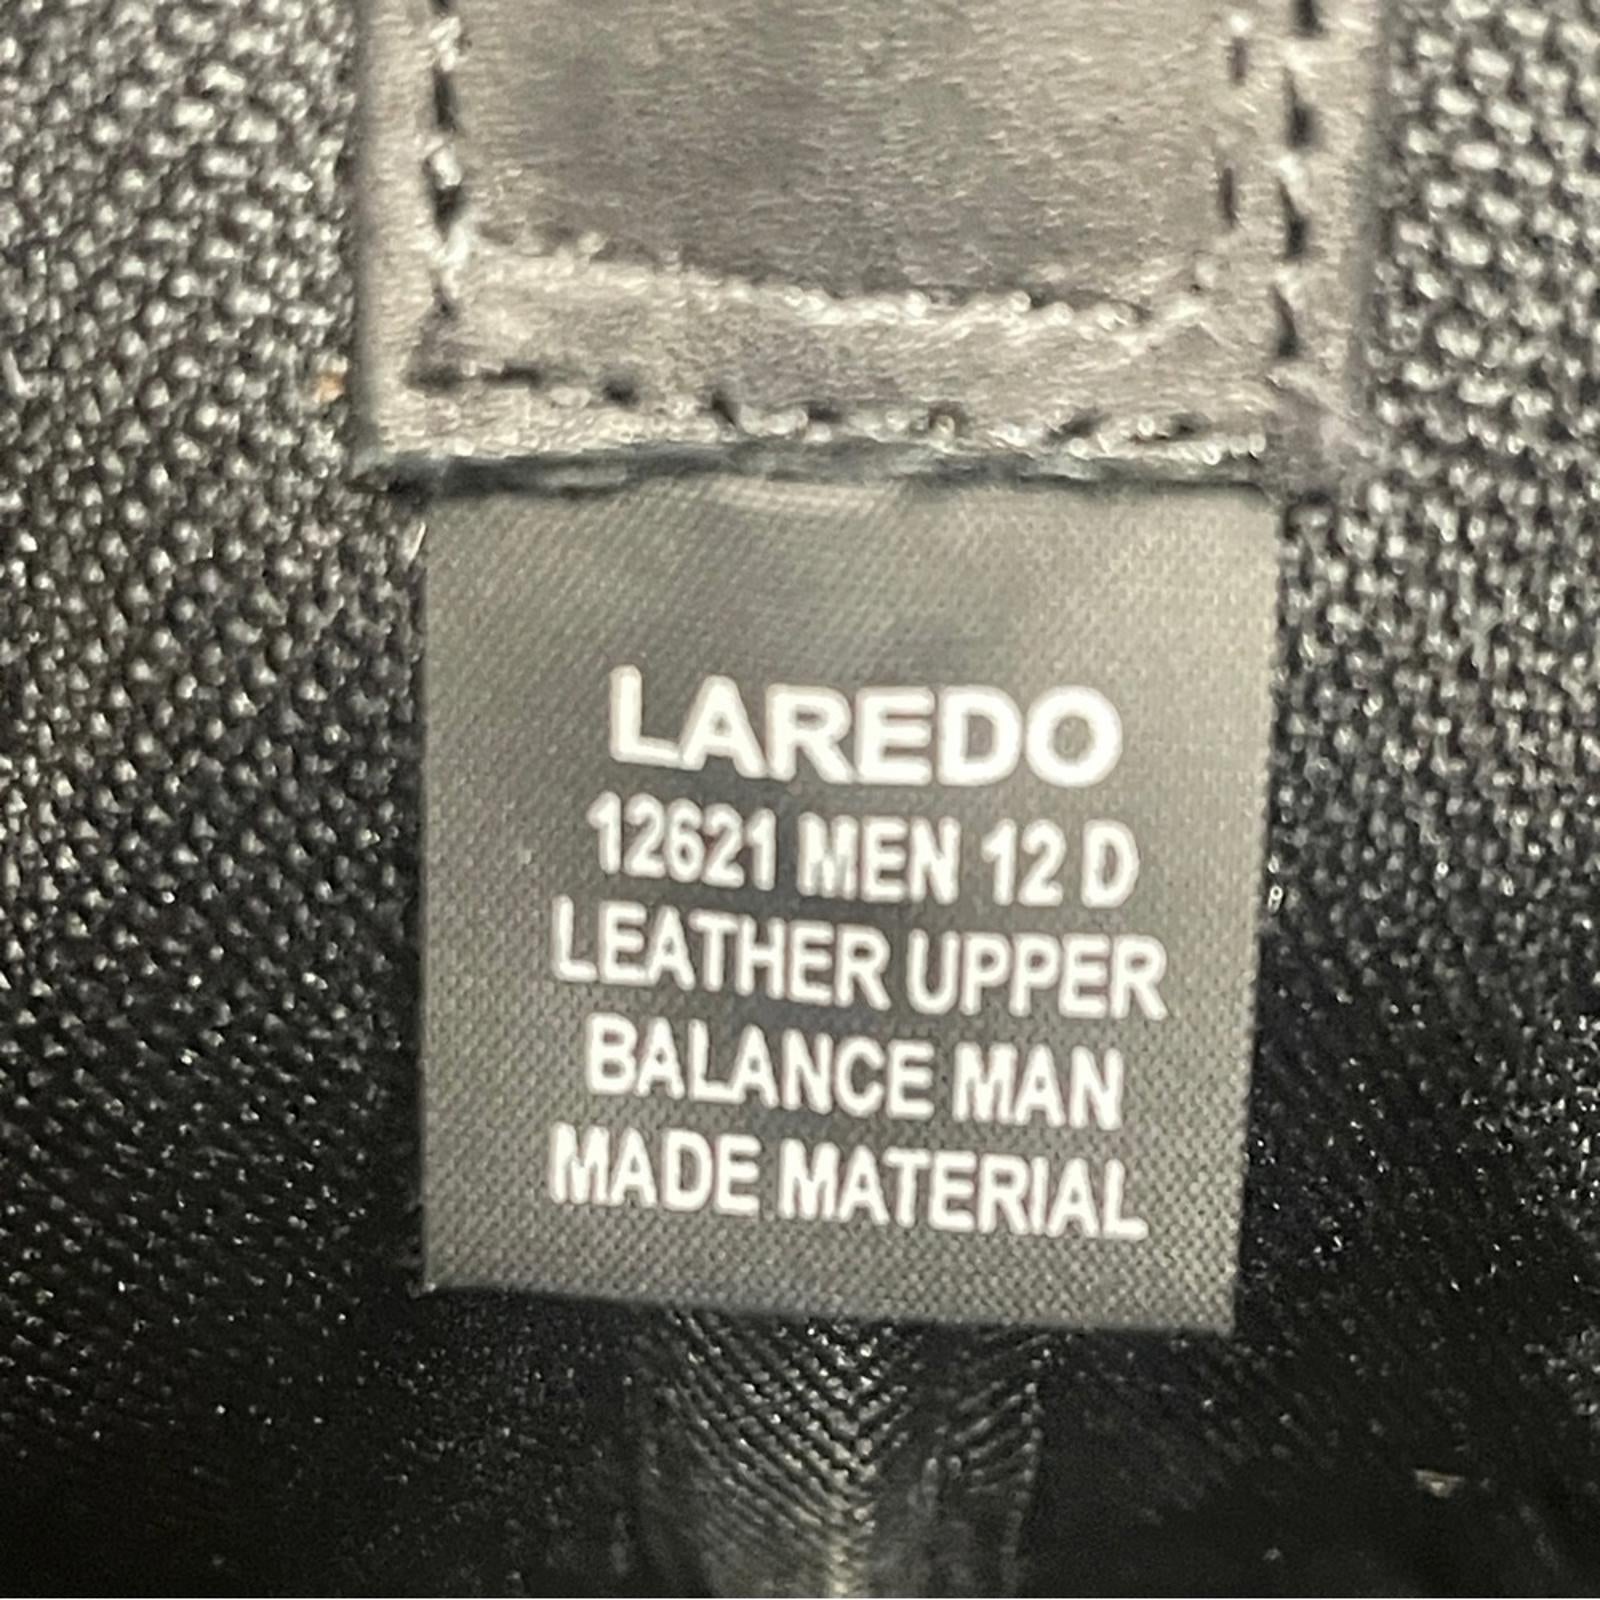 LAREDO
12621 MEN 12 D
LEATHER UPPER
BALANCE MAN
MADE MATERIAL